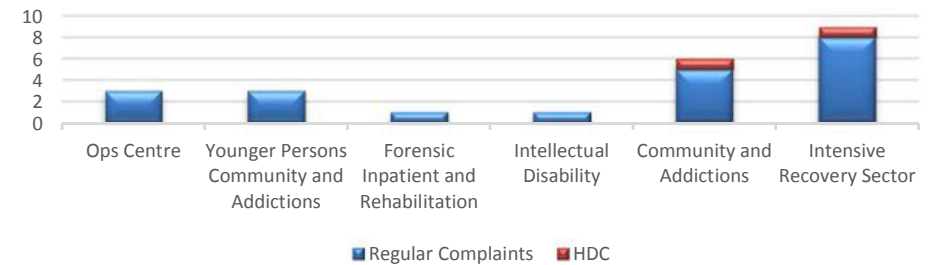 10
8
6
4
2
0
Ops Centre
Younger Persons
Community and
Addictions
Forensic
Inpatient and
Rehabilitation
Intellectual
Disability
Community and
Addictions
Intensive
Recovery Sector
Regular Complaints
HDC